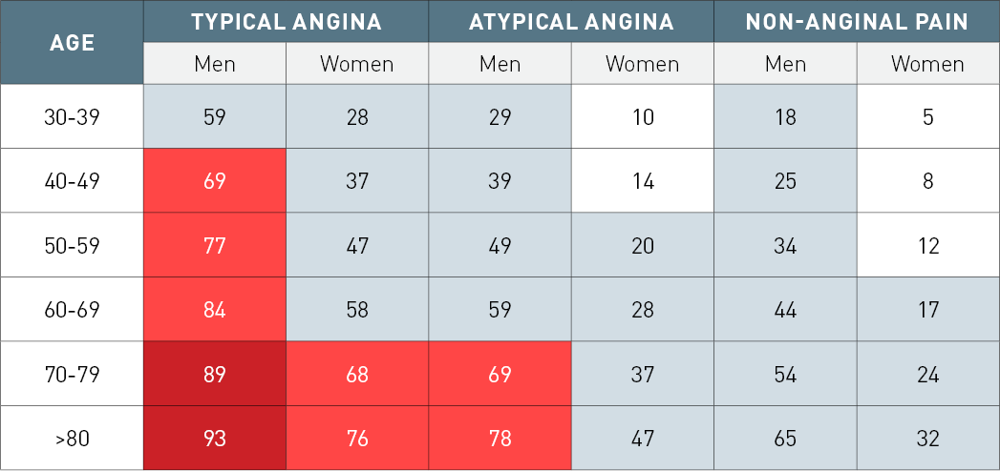 AGE TYPICAL ANGINA ATYPICAL ANGINA NON-ANGINAL PAIN
Men Women Men Women Men Women
30-39 59 28 29 10 18 5
40-49 69 37 39 14 25 8
50-59 77 47 49 20 34 12
60-69 84 58 59 28 44 17
70-79 89 68 69 37 54 24
>80 93 76 78 47 65 32